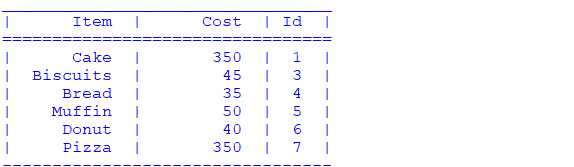 | Item | Cost | Id |
=================================
| Cake | 350 | 1 |
| Biscuits | 45 | 3 |
| Bread | 35 | 4 |
| Muffin | 50 | 5 |
| Donut | 40 | 6 |
| Pizza | 350 | 7 |
---------------------------------